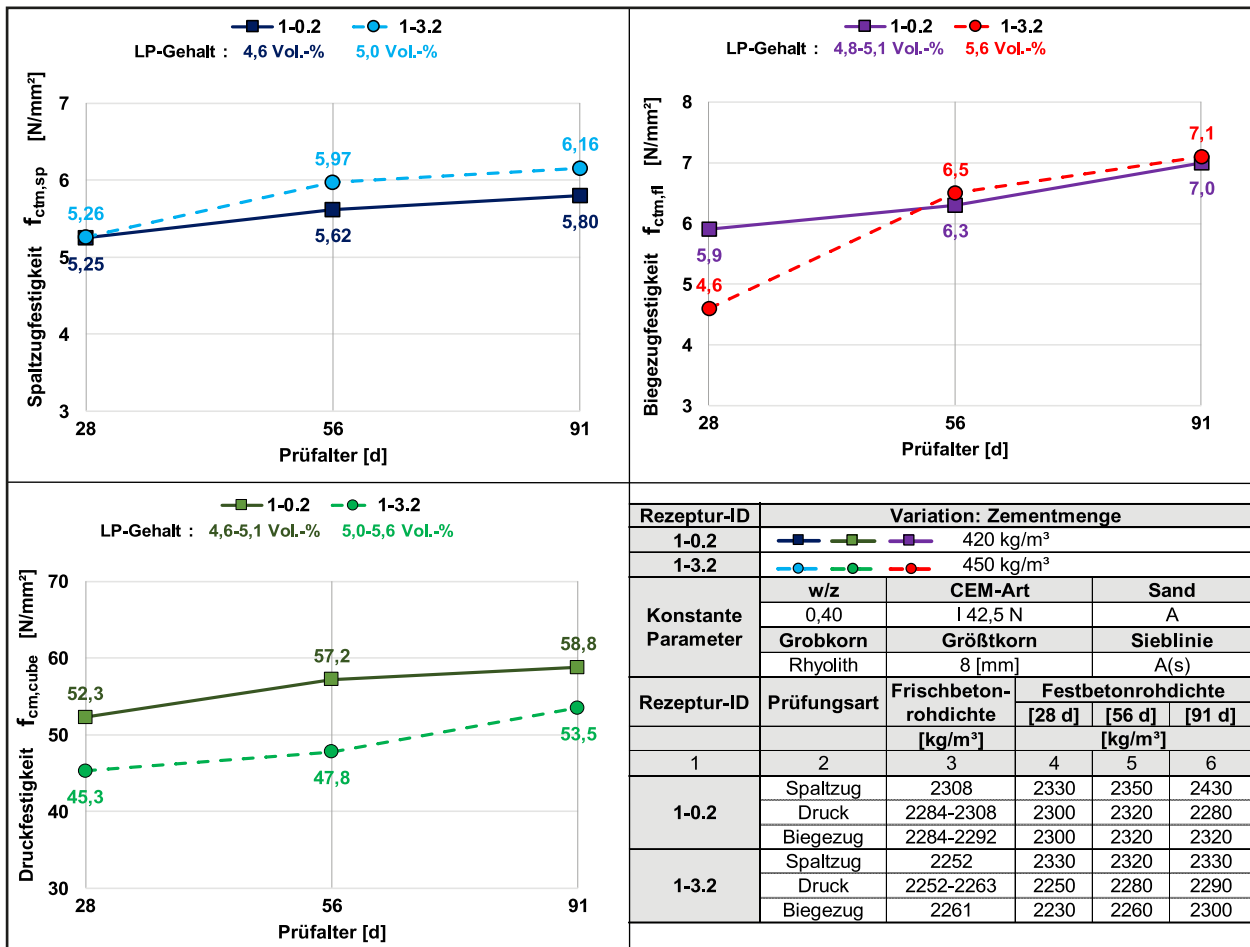 1-0.2 1-3.2
LP-Gehalt : 4,6 Vol.-% 5,0 Vol.-%
Spaltzugfestigkeit fctm,sp [N/mm²]
7
6
5
4
3
5,26
5,97
6,16
5,25
5,62
5,80
28 56 91
Prüfalter [d]
1-0.2 1-3.2
LP-Gehalt : 4,8-5,1 Vol.-% 5,6 Vol.-%
Biegezugfestigkeit fctm,fl [N/mm²]
8
7
6
5
4
3
7,1
6,5
7,0
6,3
5,9
4,6
28 56 91
Prüfalter [d]
1-0.2 1-3.2
LP-Gehalt : 4,6-5,1 Vol.-% 5,0-5,6 Vol.-%
Druckfestigkeit fcm,cube [N/mm²]
70
60
50
40
30
52,3
57,2
58,8
45,3
47,8
53,5
28 56 91
Prüfalter [d]
Rezeptur-ID Variation: Zementmenge
1-0.2 420 kg/m³
1-3.2 450 kg/m³
Konstante Parameter
w/z CEM-Art Sand
0,40 I 42,5 N A
Grobkorn Größtkorn Sieblinie
Rhyolith 8 [mm] A(s)
Rezeptur-ID Prüfungsart Frischbeton- Festbetonrohdichte
rohdichte [28 d] [56 d] [91 d]
[kg/m³] [kg/m³]
1 2 3 4 5 6
1-0.2
Spaltzug 2308 2330 2350 2430
Druck 2284-2308 2300 2320 2280
Biegezug 2284-2292 2300 2320 2320
1-3.2
Spaltzug 2252 2330 2320 2330
Druck 2252-2263 2250 2280 2290
Biegezug 2261 2230 2260 2300